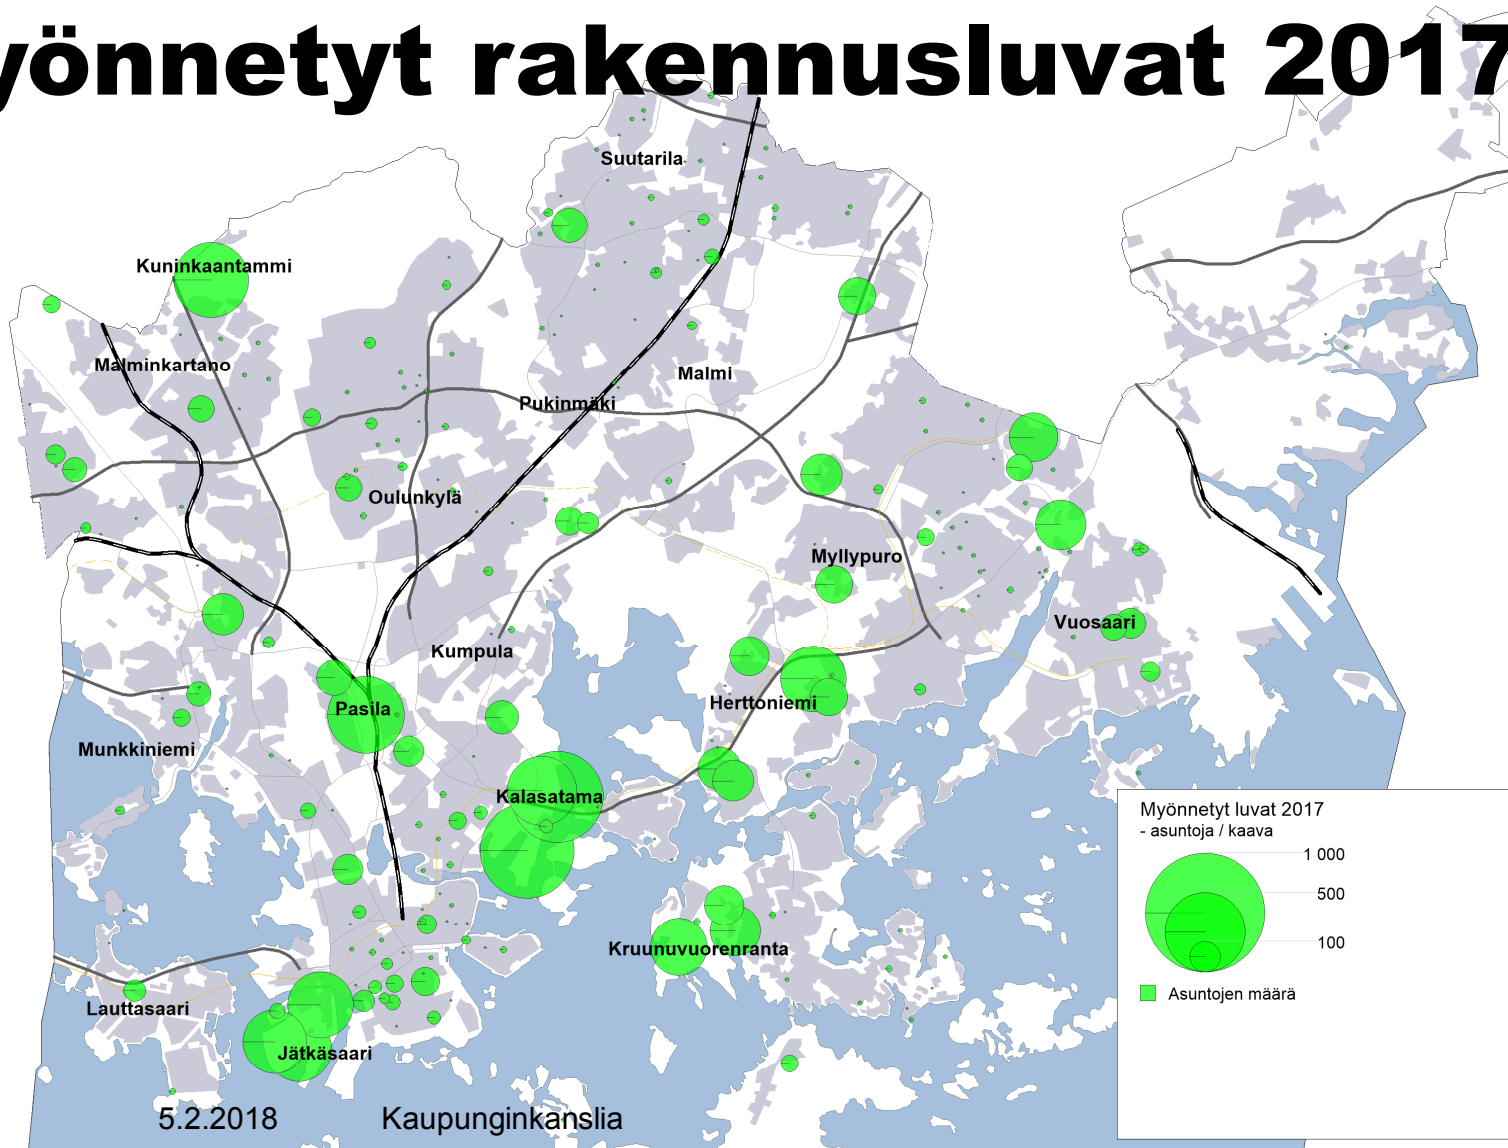 yönnetyt rakennusluvat 2017
Suutarila
Kuninkaantammi
Malminkartano
Malmi
Pukinmäki
Oulunkylä
Myllypuro
Vuosaari
Kumpula
Herttoniemi
Pasila
Munkkiniemi
Kalasatama
Kruunuvuorenranta
Lauttasaari
Jätkäsaari
Myönnetyt luvat 2017
- asuntoja / kaava
1 000
500
100
Asuntojen määrä
5.2.2018 Kaupunginkanslia